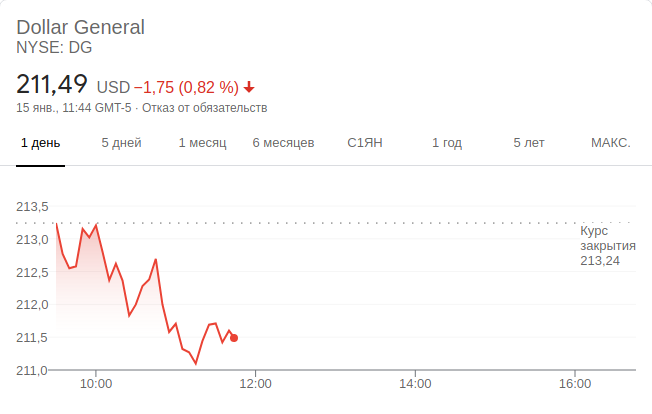 Dollar General
NYSE: DG
211,49 USD −1,75 (0,82 %)
15 янв., 11:44 GMT-5 · Отказ от обязательств
1 день 5 дней 1 месяц 6 месяцев С1ЯН 1 год 5 лет МАКС.
213,5
213,0
212,5
212,0
211,5
211,0
Курс
закрытия
213,24
10:00 12:00 14:00 16:00